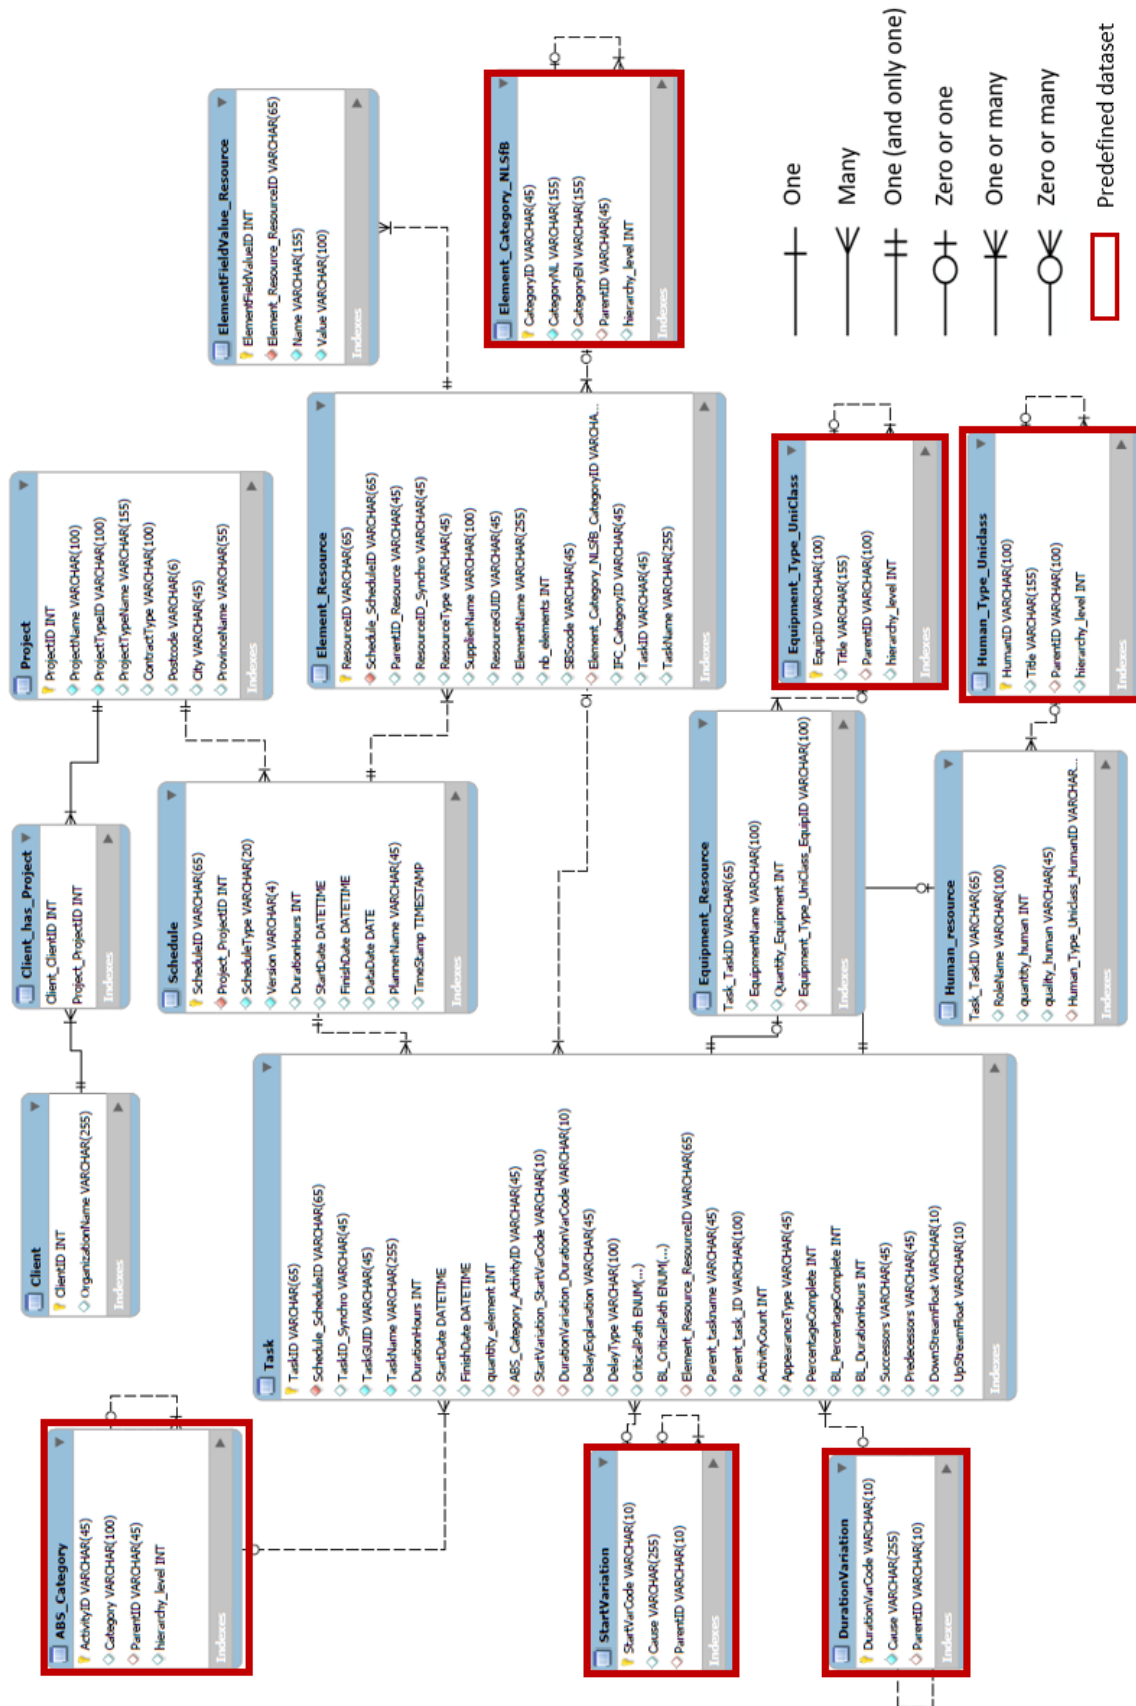 Client
ClientID INT
OrganizationName VARCHAR(255)
Indexes
Client_has_Project
Client_ClientID INT
Project_ProjectID INT
Indexes
Project
ProjectID INT
ProjectName VARCHAR(100)
ProjectTypeID VARCHAR(100)
ProjectTypeName VARCHAR(155)
ContractType VARCHAR(100)
Postcode VARCHAR(6)
City VARCHAR(45)
ProvinceName VARCHAR(55)
Indexes
ABS_Category
ActivityID VARCHAR(45)
Category VARCHAR(100)
ParentID VARCHAR(45)
hierarchy_level INT
Indexes
Schedule
ScheduleID VARCHAR(65)
Project_ProjectID INT
ScheduleType VARCHAR(20)
Version VARCHAR(4)
DurationHours INT
StartDate DATETIME
FinishDate DATETIME
DataDate DATE
PlannerName VARCHAR(45)
TimeStamp TIMESTAMP
Indexes
ElementFieldValue_Resource
ElementFieldValueID INT
Element_Resource_ResourceID VARCHAR(65)
Name VARCHAR(155)
Value VARCHAR(100)
Indexes
Task
TaskID VARCHAR(65)
Schedule_ScheduleID VARCHAR(65)
TaskID_Synchro VARCHAR(45)
TaskGUID VARCHAR(45)
TaskName VARCHAR(255)
DurationHours INT
StartDate DATETIME
FinishDate DATETIME
quantity_element INT
ABS_Category_ActivityID VARCHAR(45)
StartVariation_StartVarCode VARCHAR(10)
DurationVariation_DurationVarCode VARCHAR(10)
DelayExplanation VARCHAR(45)
DelayType VARCHAR(100)
CriticalPath ENUM(...)
BL_CriticalPath ENUM(...)
Element_Resource_ResourceID VARCHAR(65)
Parent_taskname VARCHAR(45)
Parent_task_ID VARCHAR(100)
ActivityCount INT
AppearanceType VARCHAR(45)
PercentageComplete INT
BL_PercentageComplete INT
BL_DurationHours INT
Successors VARCHAR(45)
Predecessors VARCHAR(45)
DownStreamFloat VARCHAR(10)
UpStreamFloat VARCHAR(10)
Indexes
Element_Resource
ResourceID VARCHAR(65)
Schedule_ScheduleID VARCHAR(65)
ParentID_Resource VARCHAR(45)
ResourceID_Synchro VARCHAR(45)
ResourceType VARCHAR(45)
SupplierName VARCHAR(100)
ResourceGUID VARCHAR(45)
ElementName VARCHAR(255)
nb_elements INT
SBScode VARCHAR(45)
Element_Category_NLSfB_CategoryID VARCHA...
IFC_CategoryID VARCHAR(45)
TaskID VARCHAR(45)
TaskName VARCHAR(255)
Indexes
Element_Category_NLSfB
CategoryID VARCHAR(45)
CategoryNL VARCHAR(155)
CategoryEN VARCHAR(155)
ParentID VARCHAR(45)
hierarchy_level INT
Indexes
StartVariation
StartVarCode VARCHAR(10)
Cause VARCHAR(255)
ParentID VARCHAR(10)
Indexes
Equipment_Resource
Task_TaskID VARCHAR(65)
EquipmentName VARCHAR(100)
Quantity_Equipment INT
Equipment_Type_UniClass_EquipID VARCHAR(100)
Indexes
Equipment_Type_UniClass
EquipID VARCHAR(100)
Title VARCHAR(155)
ParentID VARCHAR(100)
hierarchy_level INT
Indexes
DurationVariation
DurationVarCode VARCHAR(10)
Cause VARCHAR(255)
ParentID VARCHAR(10)
Indexes
Human_resource
Task_TaskID VARCHAR(65)
RoleName VARCHAR(100)
quantity_human INT
quality_human VARCHAR(45)
Human_Type_Uniclass_HumanID VARCHAR...
Indexes
Human_Type_Uniclass
HumanID VARCHAR(100)
Title VARCHAR(155)
ParentID VARCHAR(100)
hierarchy_level INT
Indexes
One
Many
One (and only one)
Zero or one
One or many
Zero or many
Predefined dataset